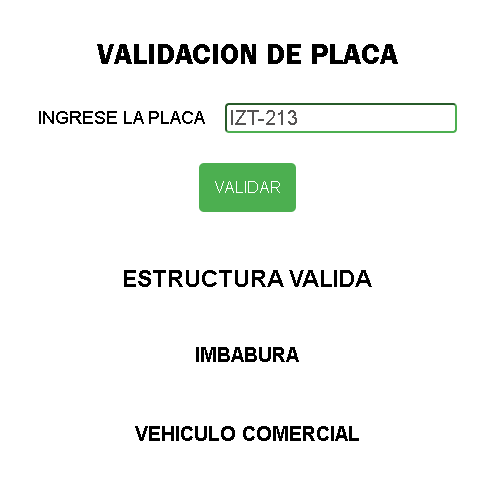 VALIDACION DE PLACA
INGRESE LA PLACA IZT-213
VALIDAR
ESTRUCTURA VALIDA
IMBABURA
VEHICULO COMERCIAL